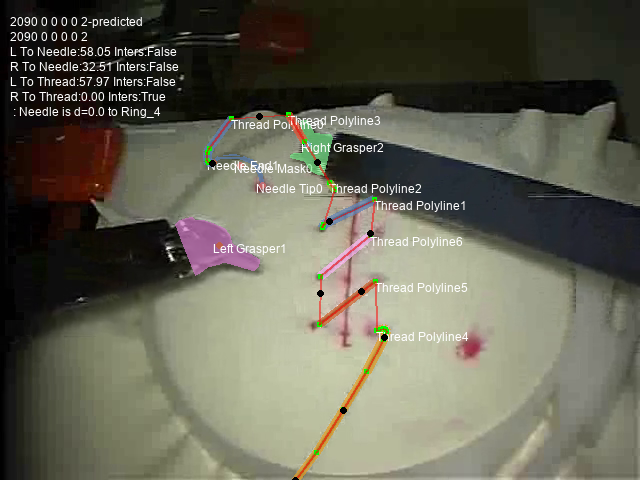 2090 0 0 0 0 2-predicted
2090 0 0 0 0 2
L To Needle:58.05 Inters:False
R To Needle:32.51 Inters:False
L To Thread:57.97 Inters:False
R To Thread:0.00 Inters:True
: Needle is d=0.0 to Ring_4
Thread Polyline3
Right Grasper2
Needle End1
Needle Mask0
Needle Tip0
Thread Polyline2
Thread Polyline1
Thread Polyline6
Left Grasper1
Thread Polyline5
Thread Polyline4